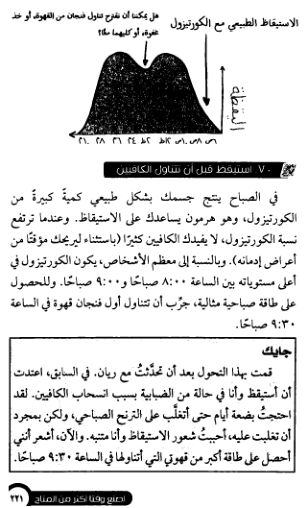 هل يمكننا أن نقترح تناول فنجان من القهوة، أو خذ
غفوة، أو كليهما معًا؟
الاستيقاظ الطبيعي مع الكورتيزول
اليقظة
٧٠ استيقظ قبل أن تتناول الكافيين
في الصباح ينتج جسمك بشكل طبيعي كمية كبيرة من
الكورتيزول، وهو هرمون يساعدك على الاستيقاظ. وعندما ترتفع
نسبة الكورتيزول، لا يفيدك الكافيين كثيرًا (باستثناء ليريحك مؤقتًا من
أعراض إدمانه). وبالنسبة إلى معظم الأشخاص، يكون الكورتيزول في
أعلى مستوياته بين الساعة ٨:٠٠ صباحًا و٩:٠٠ صباحًا. وللحصول
على طاقة صباحية مثالية، جرِّب أن تتناول أول فنجان قهوة في الساعة
٩:٣٠ صباحًا.
جايك
قمت بهذا التحول بعد أن تحدَّثتُ مع ريان. في السابق، اعتدت
أن أستيقظ وأنا في حالة من الضبابية بسبب انسحاب الكافيين. لقد
احتجتُ بضعة أيام حتى أتغلَّب على الترنح الصباحي، ولكن بمجرد
أن تغلبت عليه، أحببتُ شعور الاستيقاظ وأنا متنبه. والآن، أشعر أنني
أحصل على طاقة أكبر من قهوتي التي أتناولها في الساعة ٩:٣٠ صباحًا.
اصنع وقتا أكثر من المتاح ٢٢١